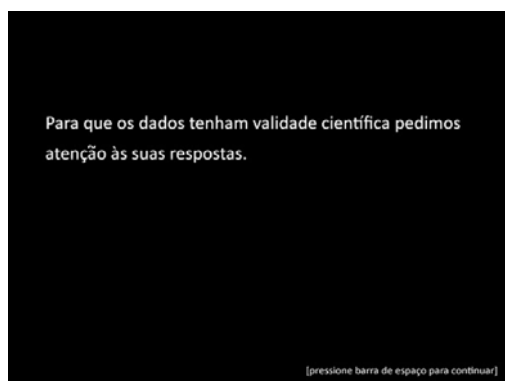 Para que os dados tenham validade científica pedimos
atenção às suas respostas.
[pressione barra de espaço para continuar]